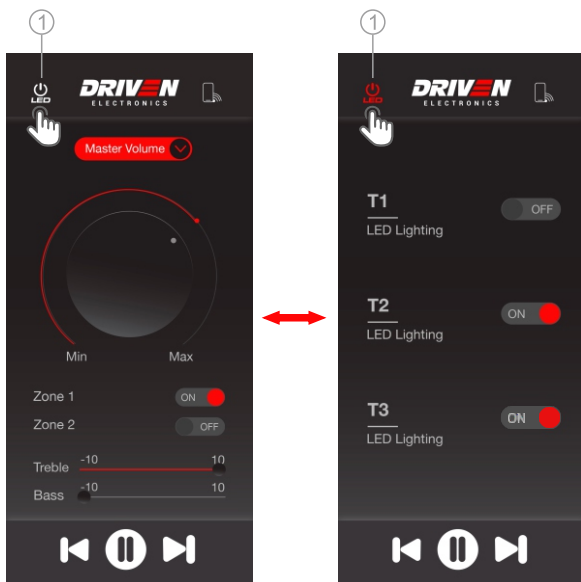 1
LED
DRIVEN
ELECTRONICS
Master Volume
Min Max
Zone 1 ON
Zone 2 OFF
Treble -10 10
Bass -10 10
1
LED
DRIVEN
ELECTRONICS
T1
LED Lighting
OFF
T2
LED Lighting
ON
T3
LED Lighting
ON